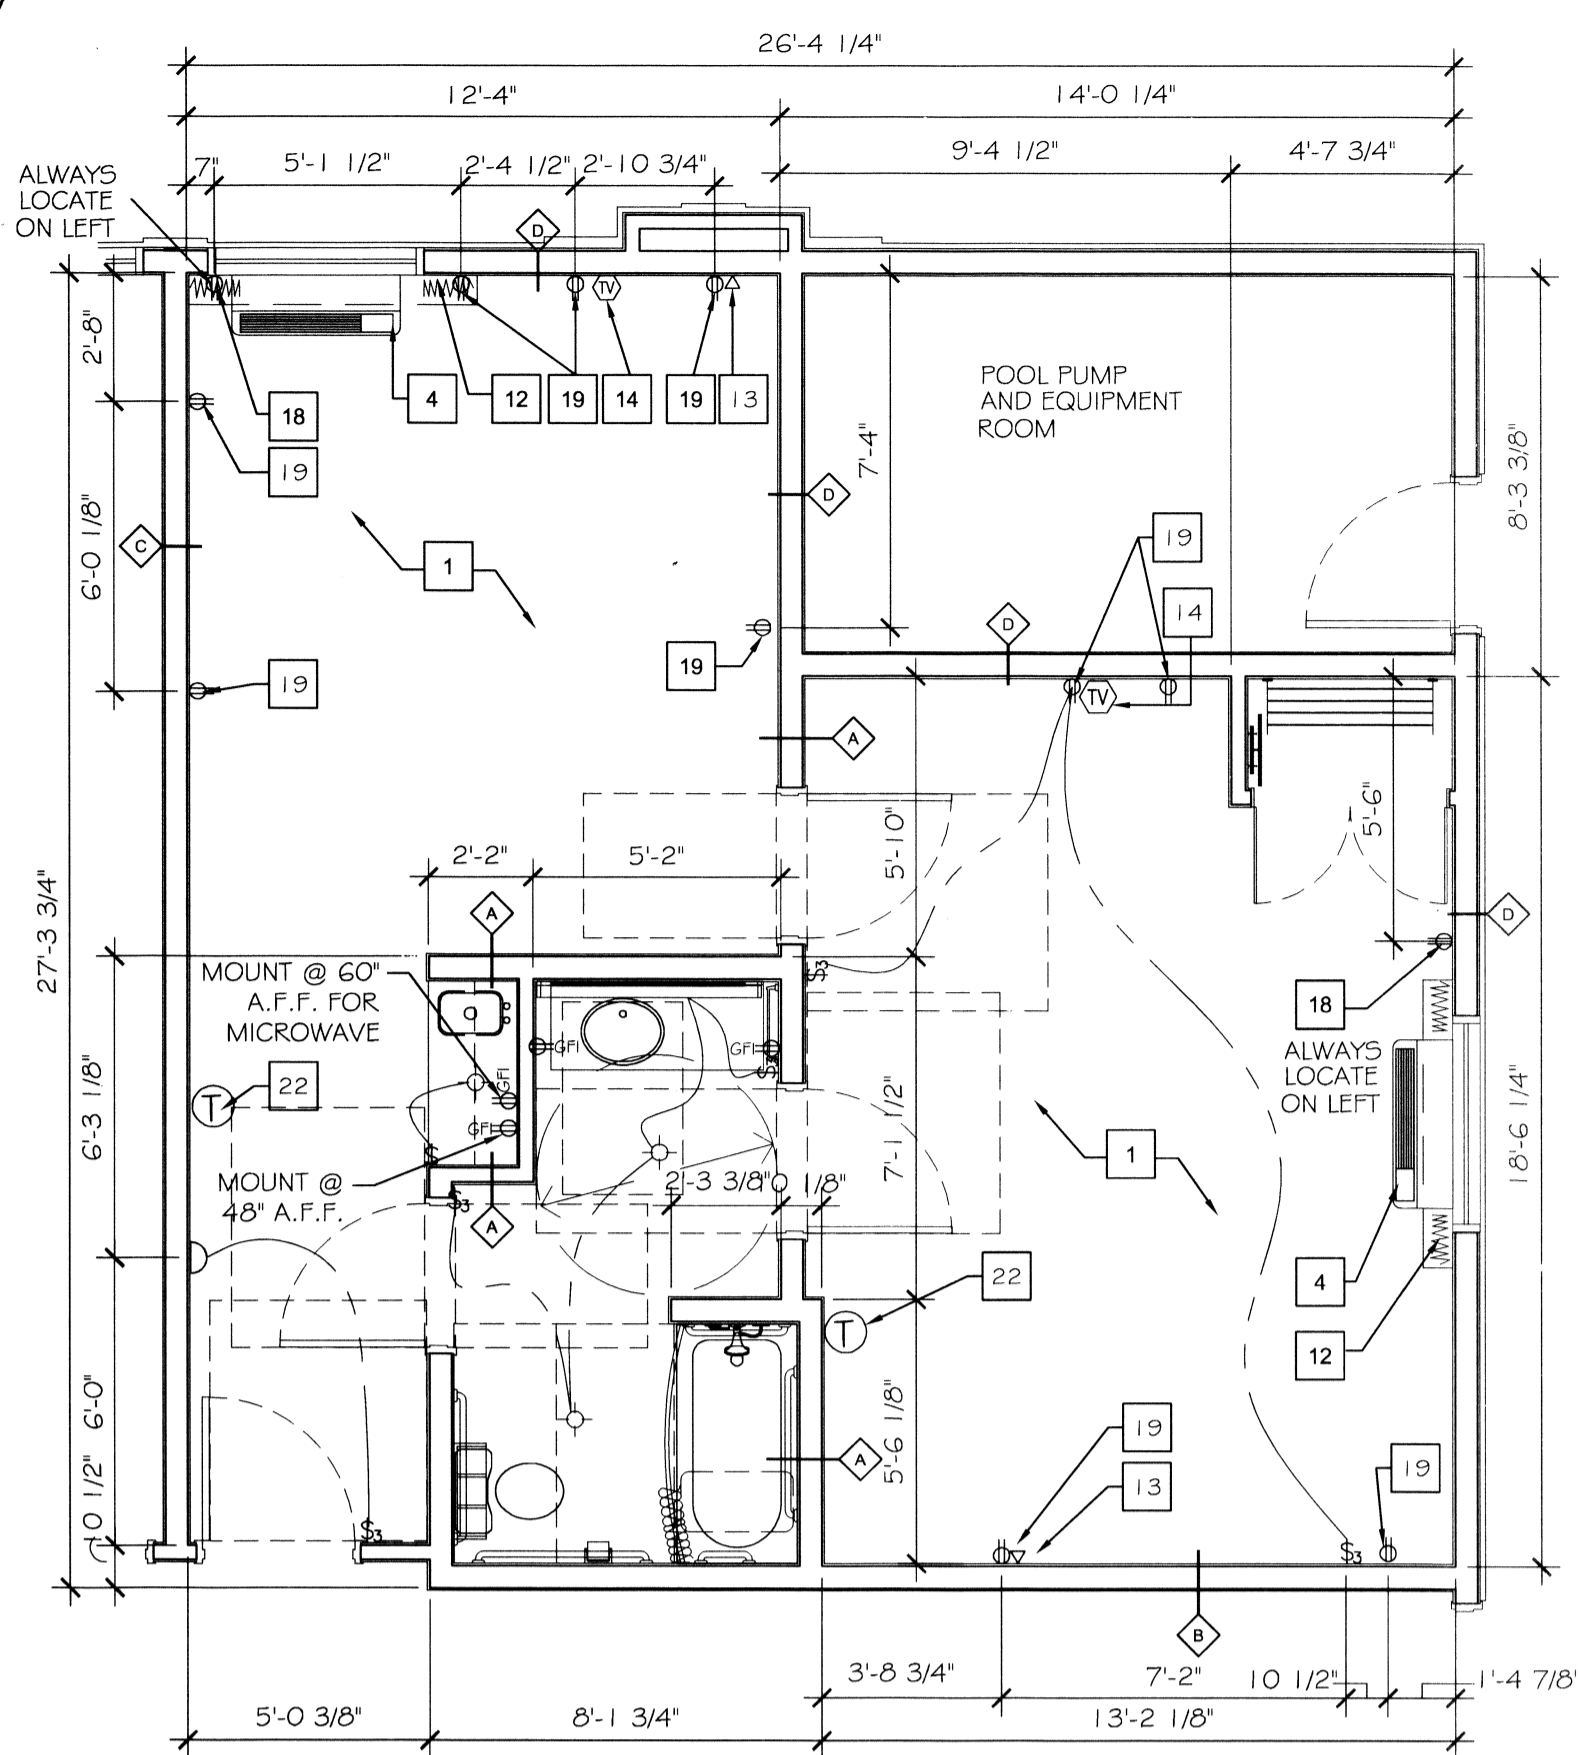 26'-4 1/4"
12'-4"
14'-0 1/4"
7"
5'-1 1/2"
2'-4 1/2"
2'-10 3/4"
9'-4 1/2"
4'-7 3/4"
ALWAYS
LOCATE
ON LEFT
D
TV
2'-8"
18
4
12
19
14
19
13
19
POOL PUMP
AND EQUIPMENT
ROOM
7'-4"
8'-3 3/8"
D
C
6'-0 1/8"
1
19
14
D
19
19
TV
A
5'-6"
5'-10"
2'-2"
5'-2"
27'-3 3/4"
A
D
MOUNT @ 60"
A.F.F. FOR
MICROWAVE
$3
18
GFI
GFI
$3
ALWAYS
LOCATE
ON LEFT
22
T
GFI
GFI
6'-3 1/8"
7'-1 1/2"
1
18'-6 1/4"
$
MOUNT @
48" A.F.F.
2'-3 3/8"
$3
A
22
4
T
12
6'-0"
5'-6 1/8"
19
19
A
13
$3
$3
B
3'-8 3/4"
7'-2"
10 1/2"
1'-4 7/8"
5'-0 3/8"
8'-1 3/4"
13'-2 1/8"